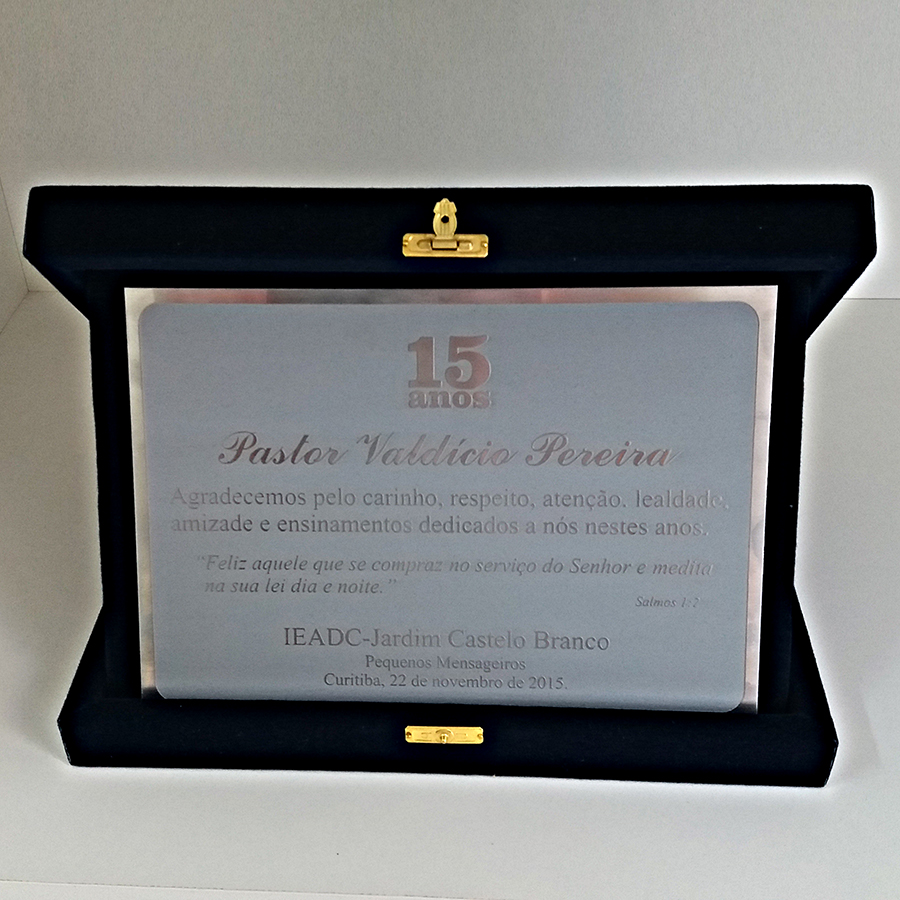 15
anos
Pastor Valdício Pereira
Agradecemos pelo carinho, respeito, atenção, lealdade,
amizade e ensinamentos dedicados a nós nestes anos.
"Feliz aquele que se compraz no serviço do Senhor e medita
na sua lei dia e noite."
Salmos 1:2
IEADC-Jardim Castelo Branco
Pequenos Mensageiros
Curitiba, 22 de novembro de 2015.